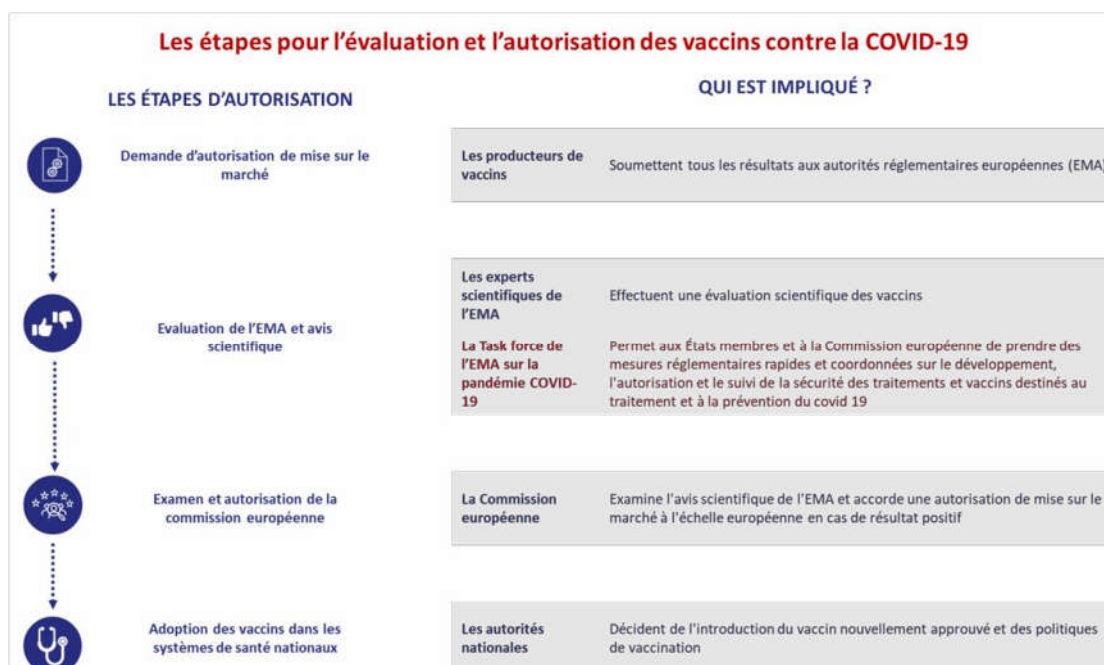 Les étapes pour l'évaluation et l'autorisation des vaccins contre la COVID-19
LES ÉTAPES D'AUTORISATION
QUI EST IMPLIQUÉ ?
Demande d'autorisation de mise sur le
marché
Les producteurs de
vaccins
Soumettent tous les résultats aux autorités réglementaires européennes (EMA)
Evaluation de l'EMA et avis
scientifique
Les experts
scientifiques de
l'EMA
Effectuent une évaluation scientifique des vaccins
La Task force de
l'EMA sur la
pandémie COVID-
19
Permet aux États membres et à la Commission européenne de prendre des
mesures réglementaires rapides et coordonnées sur le développement,
l'autorisation et le suivi de la sécurité des traitements et vaccins destinés au
traitement et à la prévention du covid 19
Examen et autorisation de la
commission européenne
La Commission
européenne
Examine l'avis scientifique de l'EMA et accorde une autorisation de mise sur le
marché à l'échelle européenne en cas de résultat positif
Adoption des vaccins dans les
systèmes de santé nationaux
Les autorités
nationales
Décident de l'introduction du vaccin nouvellement approuvé et des politiques
de vaccination